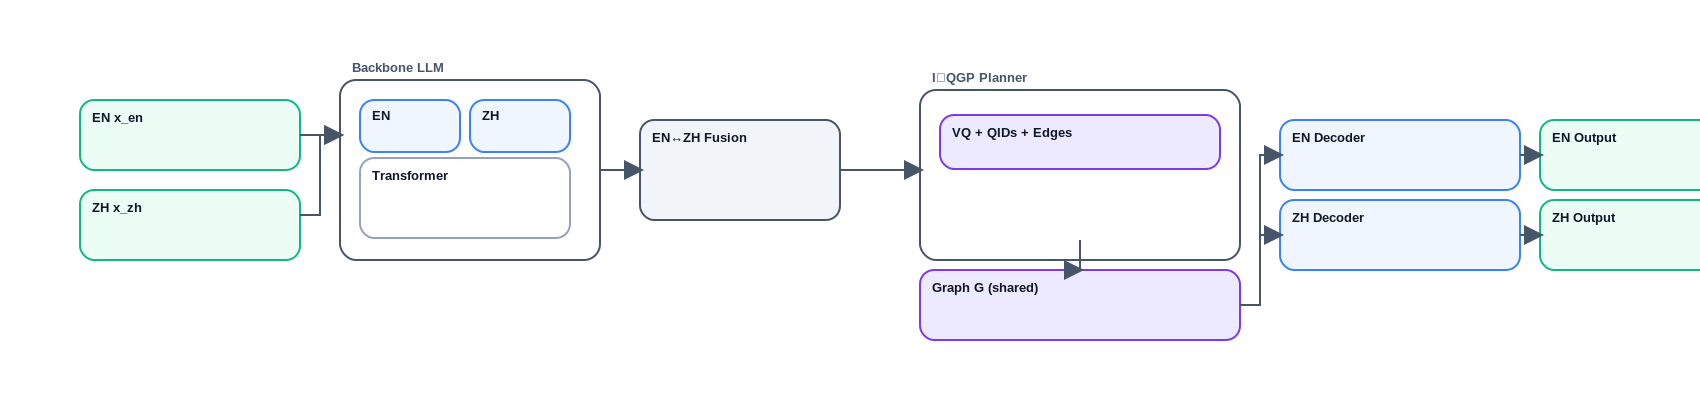 Backbone LLM
EN x_en
ZH x_zh
EN
ZH
Transformer
EN↔ZH Fusion
I□QGP Planner
VQ + QIDs + Edges
Graph G (shared)
EN Decoder
ZH Decoder
EN Output
ZH Output